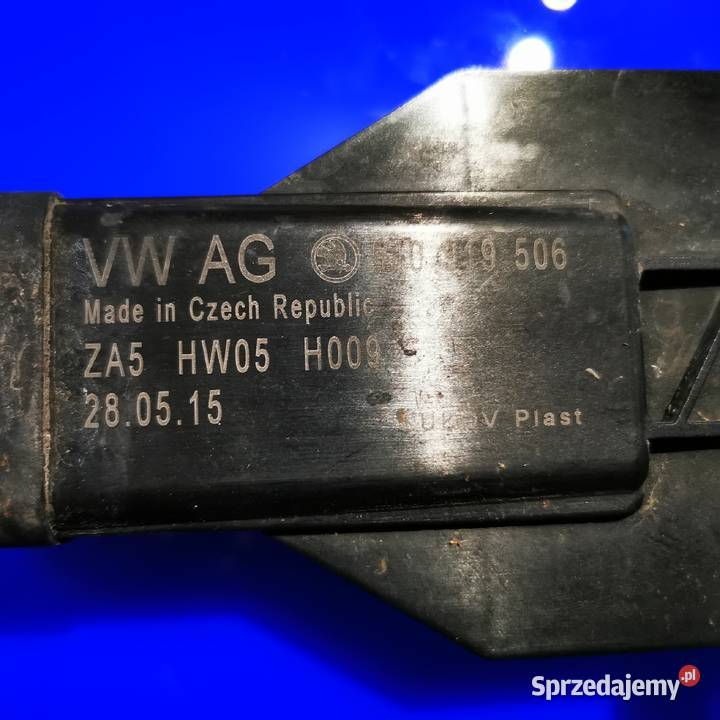 VW AG 506
Made in Czech Republic
ZA5 HW05 H009
28.05.15
Plast
Sprzedajemy.pl